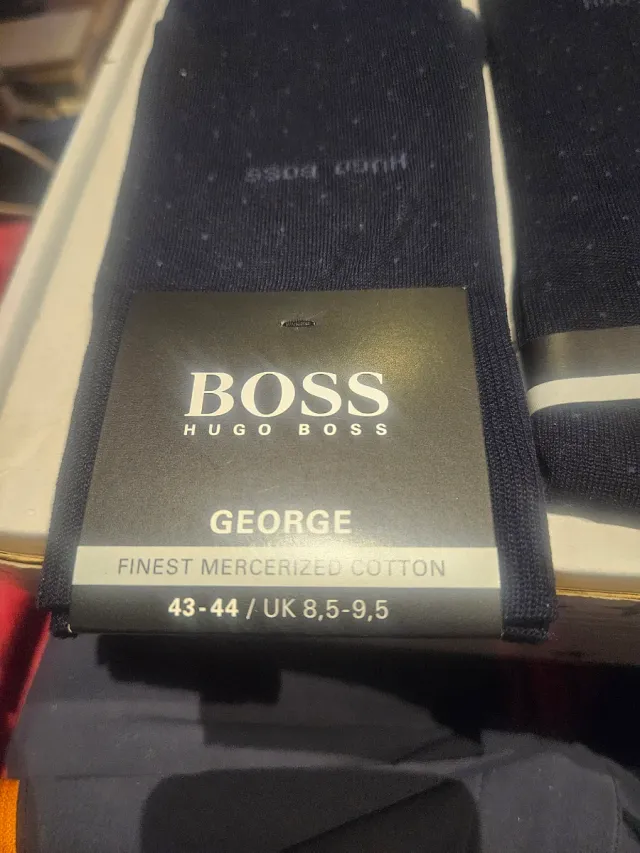 Hugo Boss
BOSS
HUGO BOSS
GEORGE
FINEST MERCERIZED COTTON
43-44 / UK 8,5-9,5